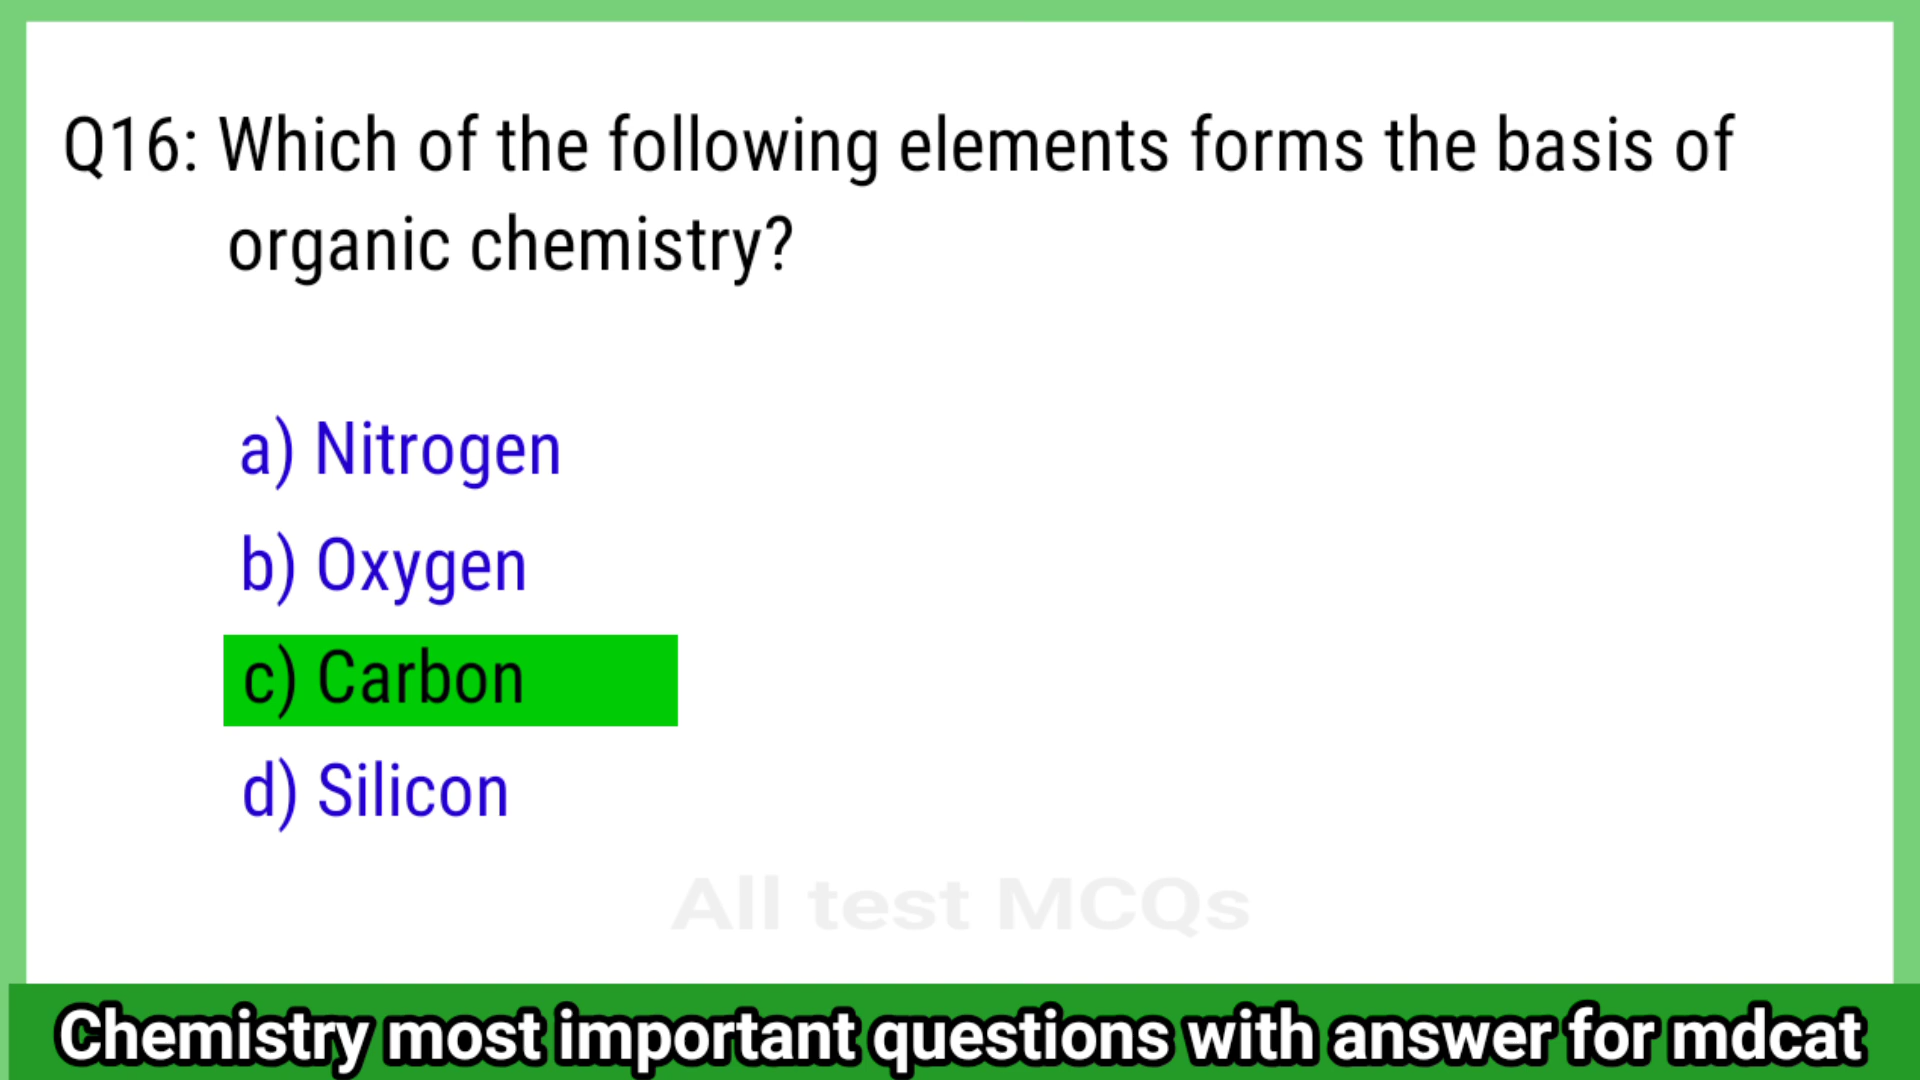 Q16: Which of the following elements forms the basis of
organic chemistry?
a) Nitrogen
b) Oxygen
c) Carbon
d) Silicon
All test MCQs
Chemistry most important questions with answer for mdcat